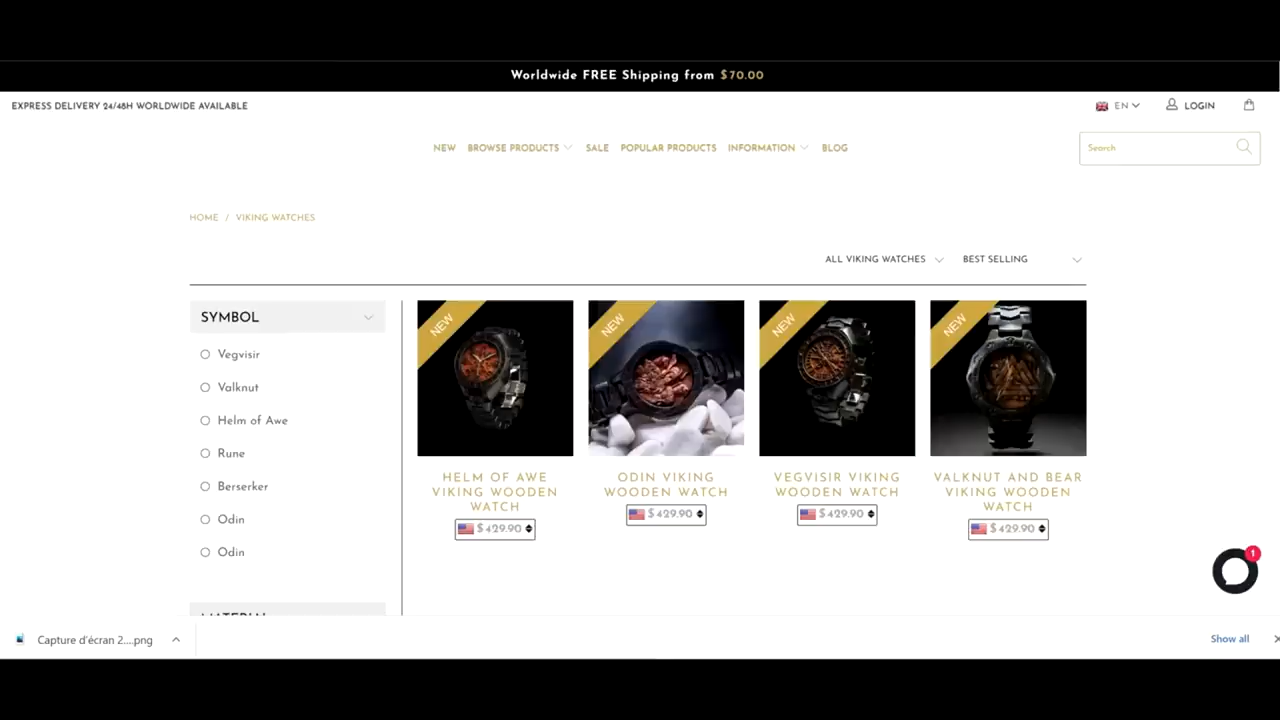 Worldwide FREE Shipping from $70.00
EXPRESS DELIVERY 24/48H WORLDWIDE AVAILABLE
EN
LOGIN
NEW
BROWSE PRODUCTS
SALE
POPULAR PRODUCTS
INFORMATION
BLOG
Search
HOME / VIKING WATCHES
ALL VIKING WATCHES
BEST SELLING
SYMBOL
Vegvisir
Valknut
Helm of Awe
Rune
Berserker
Odin
Odin
MATERIAL
NEW
HELM OF AWE
VIKING WOODEN
WATCH
$429.90
NEW
ODIN VIKING
WOODEN WATCH
$429.90
NEW
VEGVISIR VIKING
WOODEN WATCH
$429.90
NEW
VALKNUT AND BEAR
VIKING WOODEN
WATCH
$429.90
1
Capture d'écran 2....png
Show all